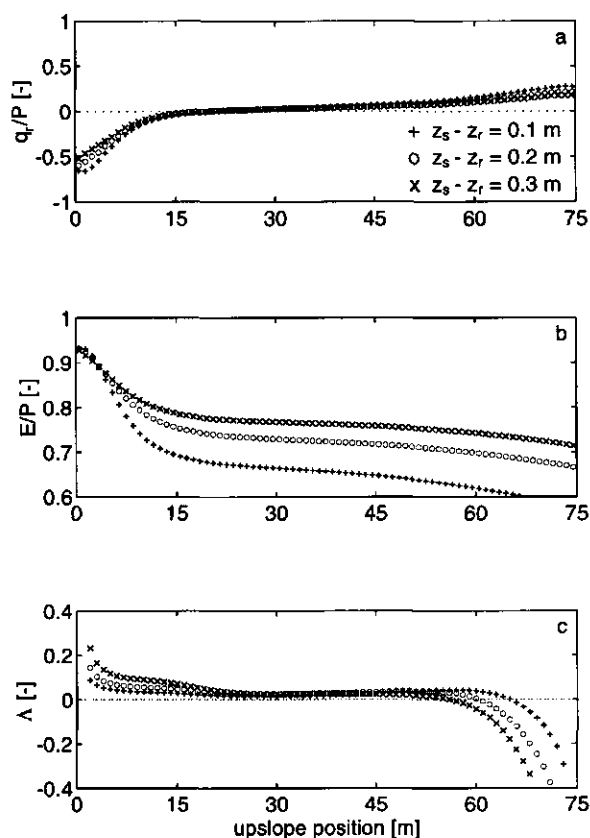 a
1
0.5
0
-0.5
-1
q_r/P [-]
+ z_s - z_r = 0.1 m
o z_s - z_r = 0.2 m
x z_s - z_r = 0.3 m
0 15 30 45 60 75
b
1
0.9
0.8
0.7
0.6
E/P [-]
0 15 30 45 60 75
c
0.4
0.2
0
-0.2
-0.4
Λ [-]
0 15 30 45 60 75
upslope position [m]